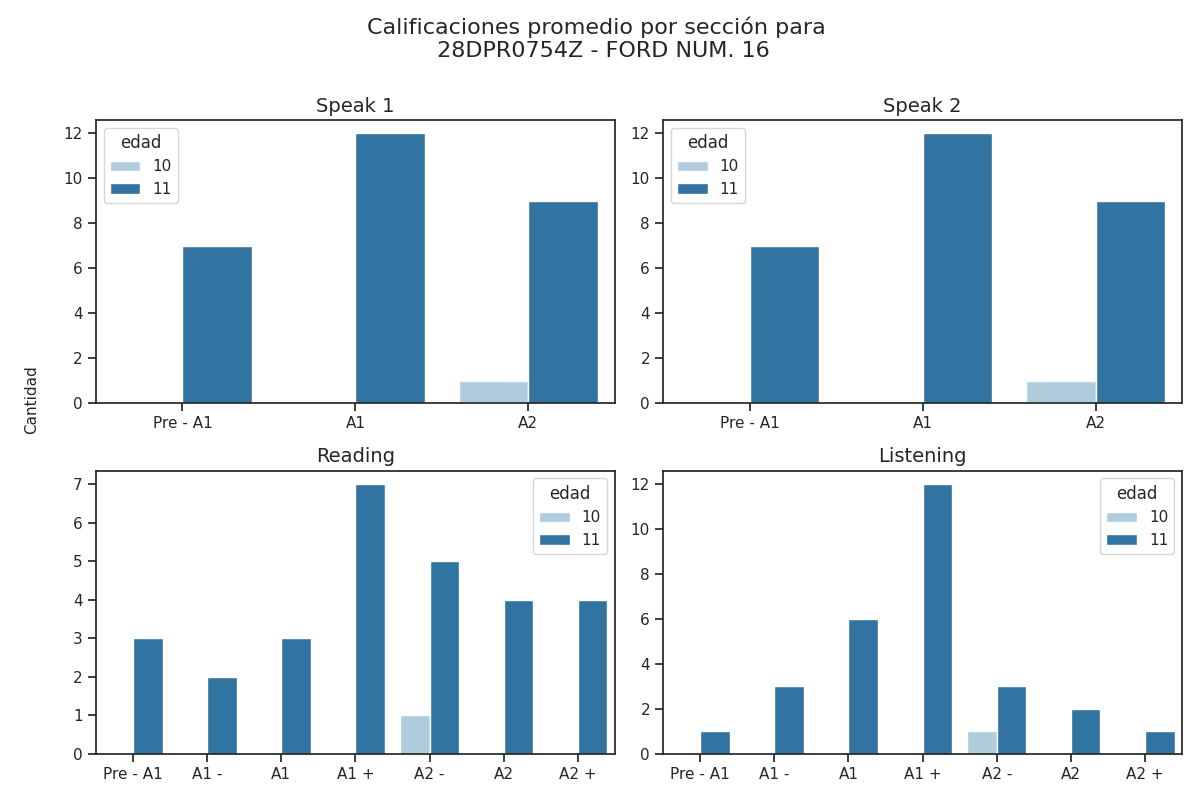 Calificaciones promedio por sección para
28DPR0754Z - FORD NUM. 16
Cantidad
Speak 1
edad
10
11
12
10
8
6
4
2
0
Pre - A1 A1 A2
Speak 2
edad
10
11
12
10
8
6
4
2
0
Pre - A1 A1 A2
Reading
edad
10
11
7
6
5
4
3
2
1
0
Pre - A1 A1 - A1 A1 + A2 - A2 A2 +
Listening
edad
10
11
12
10
8
6
4
2
0
Pre - A1 A1 - A1 A1 + A2 - A2 A2 +